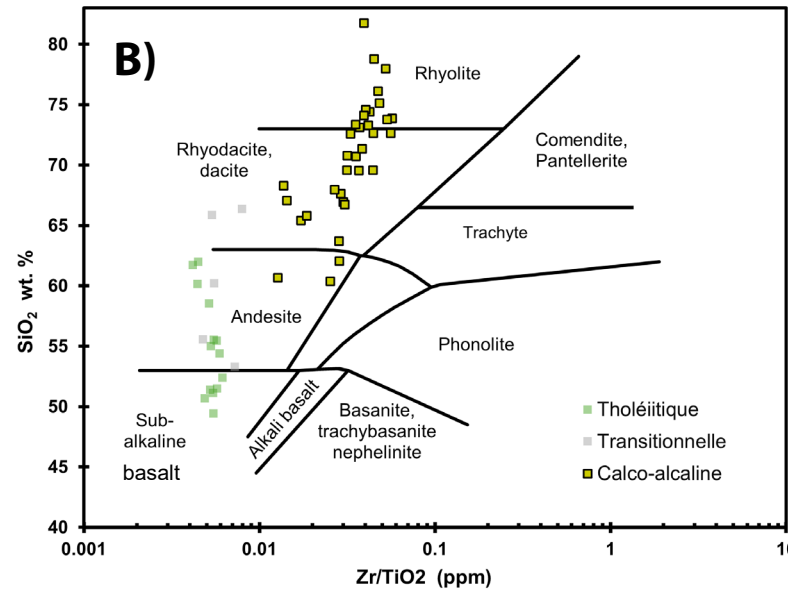 B)
80
75
70
65
60
55
50
45
40
SiO2 wt. %
Rhyolite
Rhyodacite,
dacite
Comendite,
Pantellerite
Trachyte
Andesite
Phonolite
Sub-
alkaline
basalt
Alkali basalt
Basanite,
trachybasanite
nephelinite
Tholéiitique
Transitionnelle
Calco-alcaline
0.001
0.01
0.1
1
10
Zr/TiO2 (ppm)